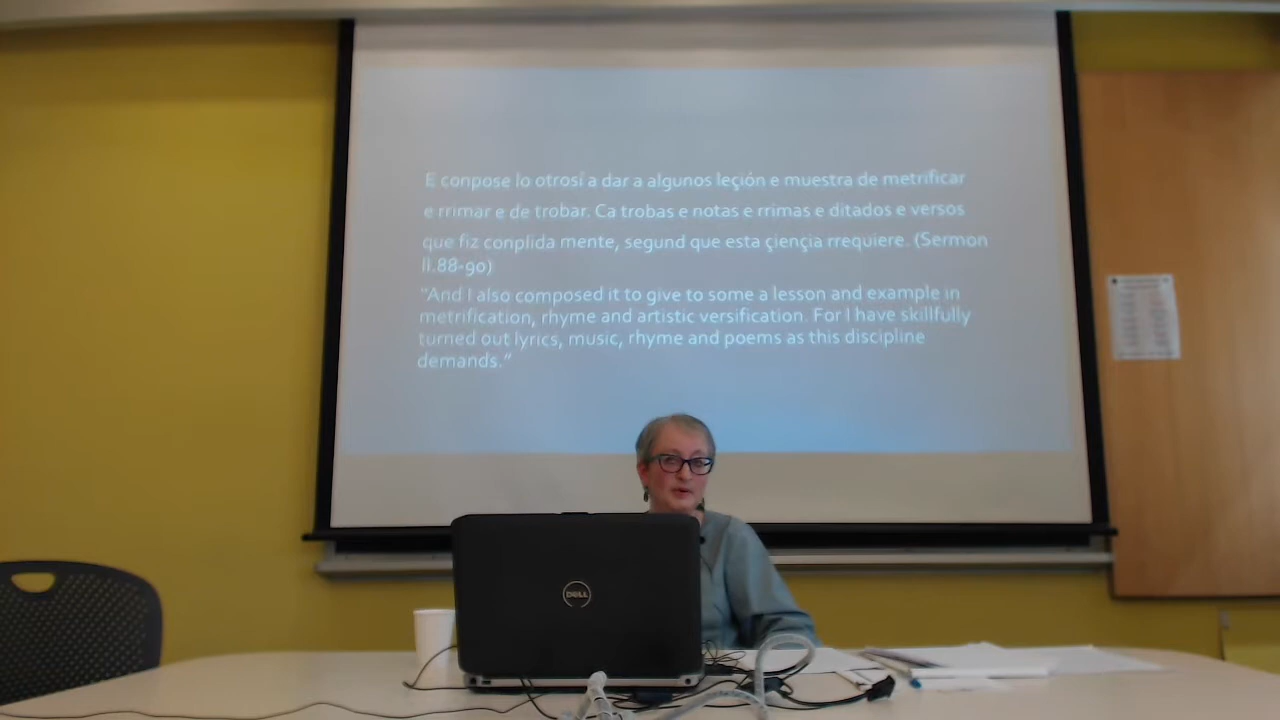 E conpose lo otrosí a dar a algunos leçión e muestra de metrificar
e rrimar e de trobar. Ca trobas e notas e rrimas e ditados e versos
que fiz conplida mente, segund que esta çiençia rrequiere. (Sermon
ll.88-90)
“And I also composed it to give to some a lesson and example in
metrification, rhyme and artistic versification. For I have skillfully
turned out lyrics, music, rhyme and poems as this discipline
demands.”
DELL